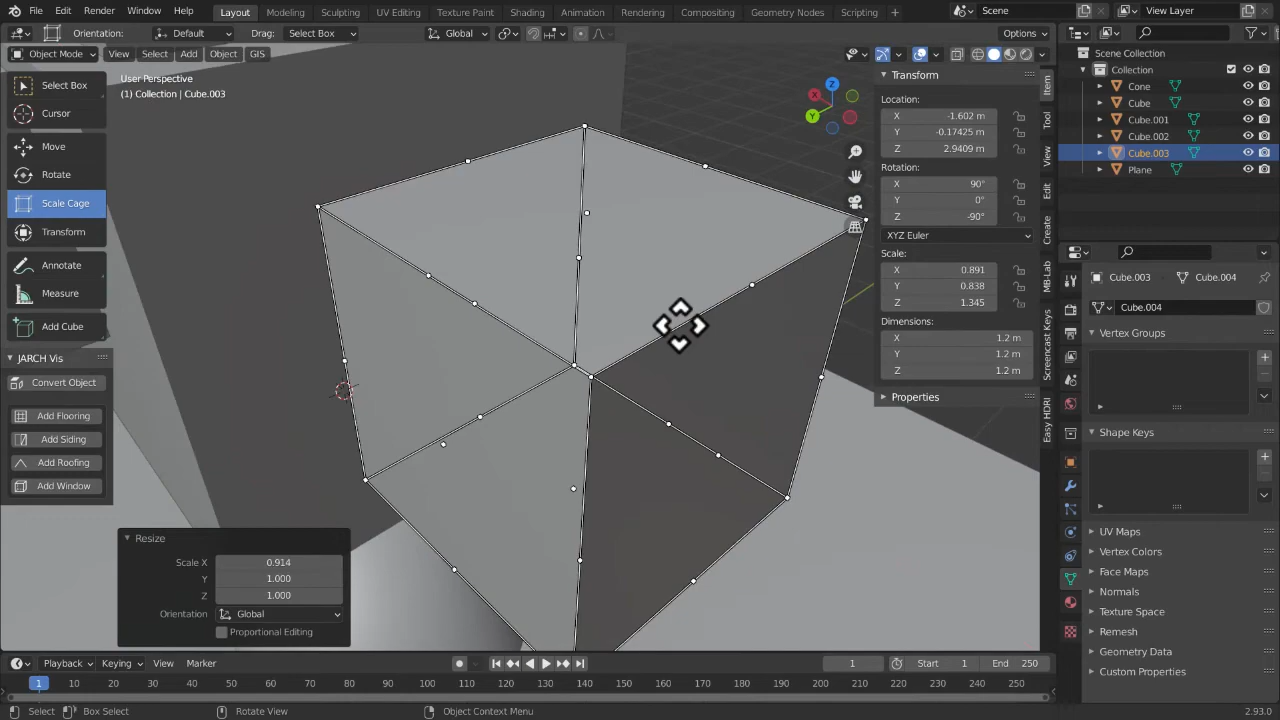 File Edit Render Window Help Layout Modeling Sculpting UV Editing Texture Paint Shading Animation Rendering Compositing Geometry Nodes Scripting + Scene View Layer
Orientation: Default Drag: Select Box Global Options
Object Mode View Select Add Object GIS
User Perspective
(1) Collection | Cube.003
Select Box
Cursor
Move
Rotate
Scale Cage
Transform
Annotate
Measure
Add Cube
JARCH Vis
Convert Object
Add Flooring
Add Siding
Add Roofing
Add Window
Resize
Scale X 0.914
Y 1.000
Z 1.000
Orientation Global
Proportional Editing
X
Y
Z
Transform
Location:
X -1.602 m
Y -0.17425 m
Z 2.9409 m
Rotation:
X 90°
Y 0°
Z -90°
XYZ Euler
Scale:
X 0.891
Y 0.838
Z 1.345
Dimensions:
X 1.2 m
Y 1.2 m
Z 1.2 m
Properties
Item
Tool
View
Edit
Create
MB-Lab
Screencast Keys
Easy HDRI
Scene Collection
Collection
Cone
Cube
Cube.001
Cube.002
Cube.003
Plane
Cube.003 Cube.004
Cube.004
Vertex Groups
Shape Keys
UV Maps
Vertex Colors
Face Maps
Normals
Texture Space
Remesh
Geometry Data
Custom Properties
Playback Keying View Marker 1 Start 1 End 250
1 10 20 30 40 50 60 70 80 90 100 110 120 130 140 150 160 170 180 190 200 210 220 230 240 250
Select Box Select Rotate View Object Context Menu 2.93.0